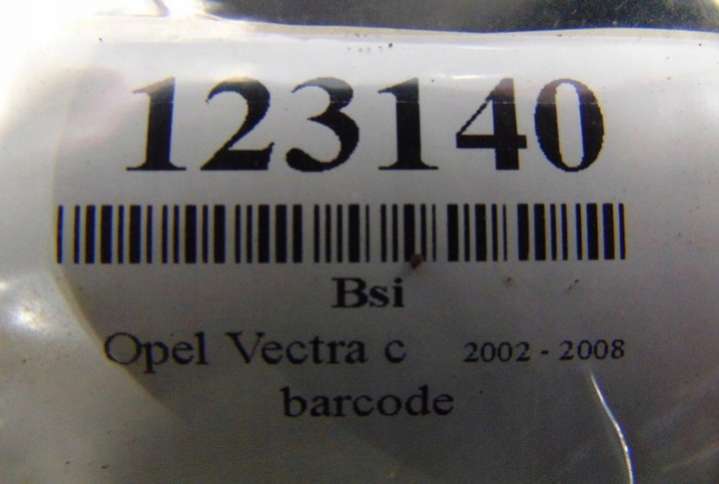 123140
Bsi
Opel Vectra c 2002 - 2008
barcode